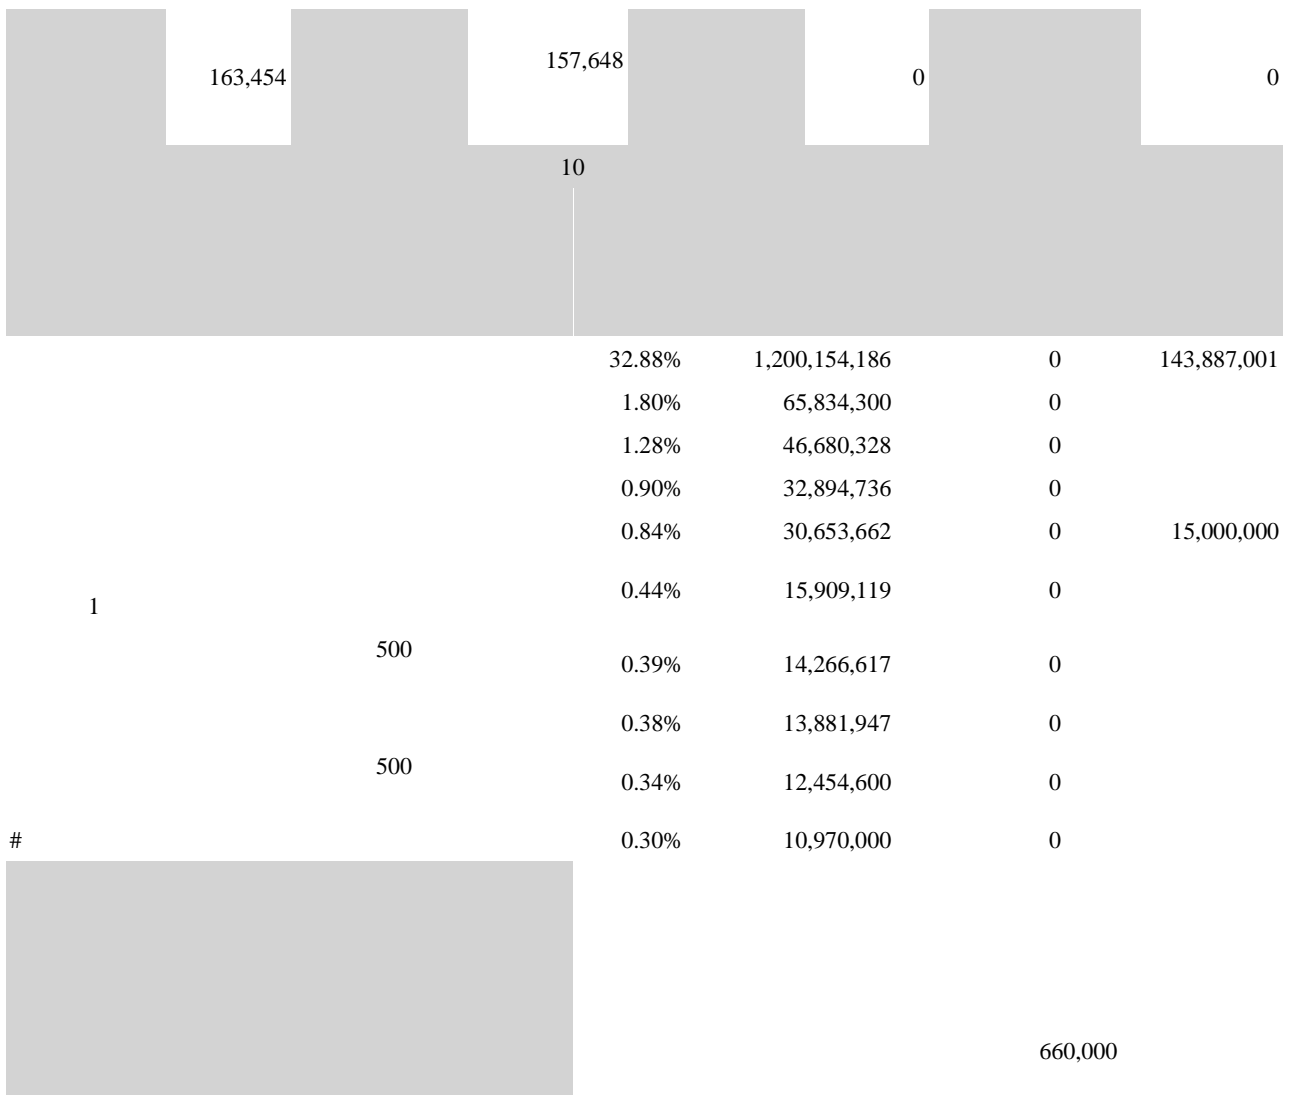 163,454 157,648 0 0
10
32.88% 1,200,154,186 0 143,887,001
1.80% 65,834,300 0
1.28% 46,680,328 0
0.90% 32,894,736 0
0.84% 30,653,662 0 15,000,000
1 0.44% 15,909,119 0
500 0.39% 14,266,617 0
0.38% 13,881,947 0
500 0.34% 12,454,600 0
# 0.30% 10,970,000 0
660,000